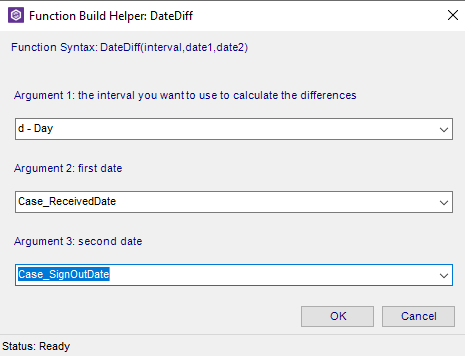 Function Build Helper: DateDiff
Function Syntax: DateDiff(interval,date1,date2)
Argument 1: the interval you want to use to calculate the differences
d - Day
Argument 2: first date
Case_ReceivedDate
Argument 3: second date
Case_SignOutDate
OK Cancel
Status: Ready